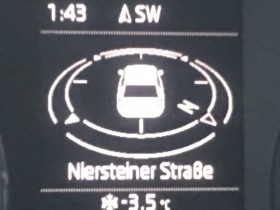 1:43 SW
N
Niersteiner Straße
-3,5 °C